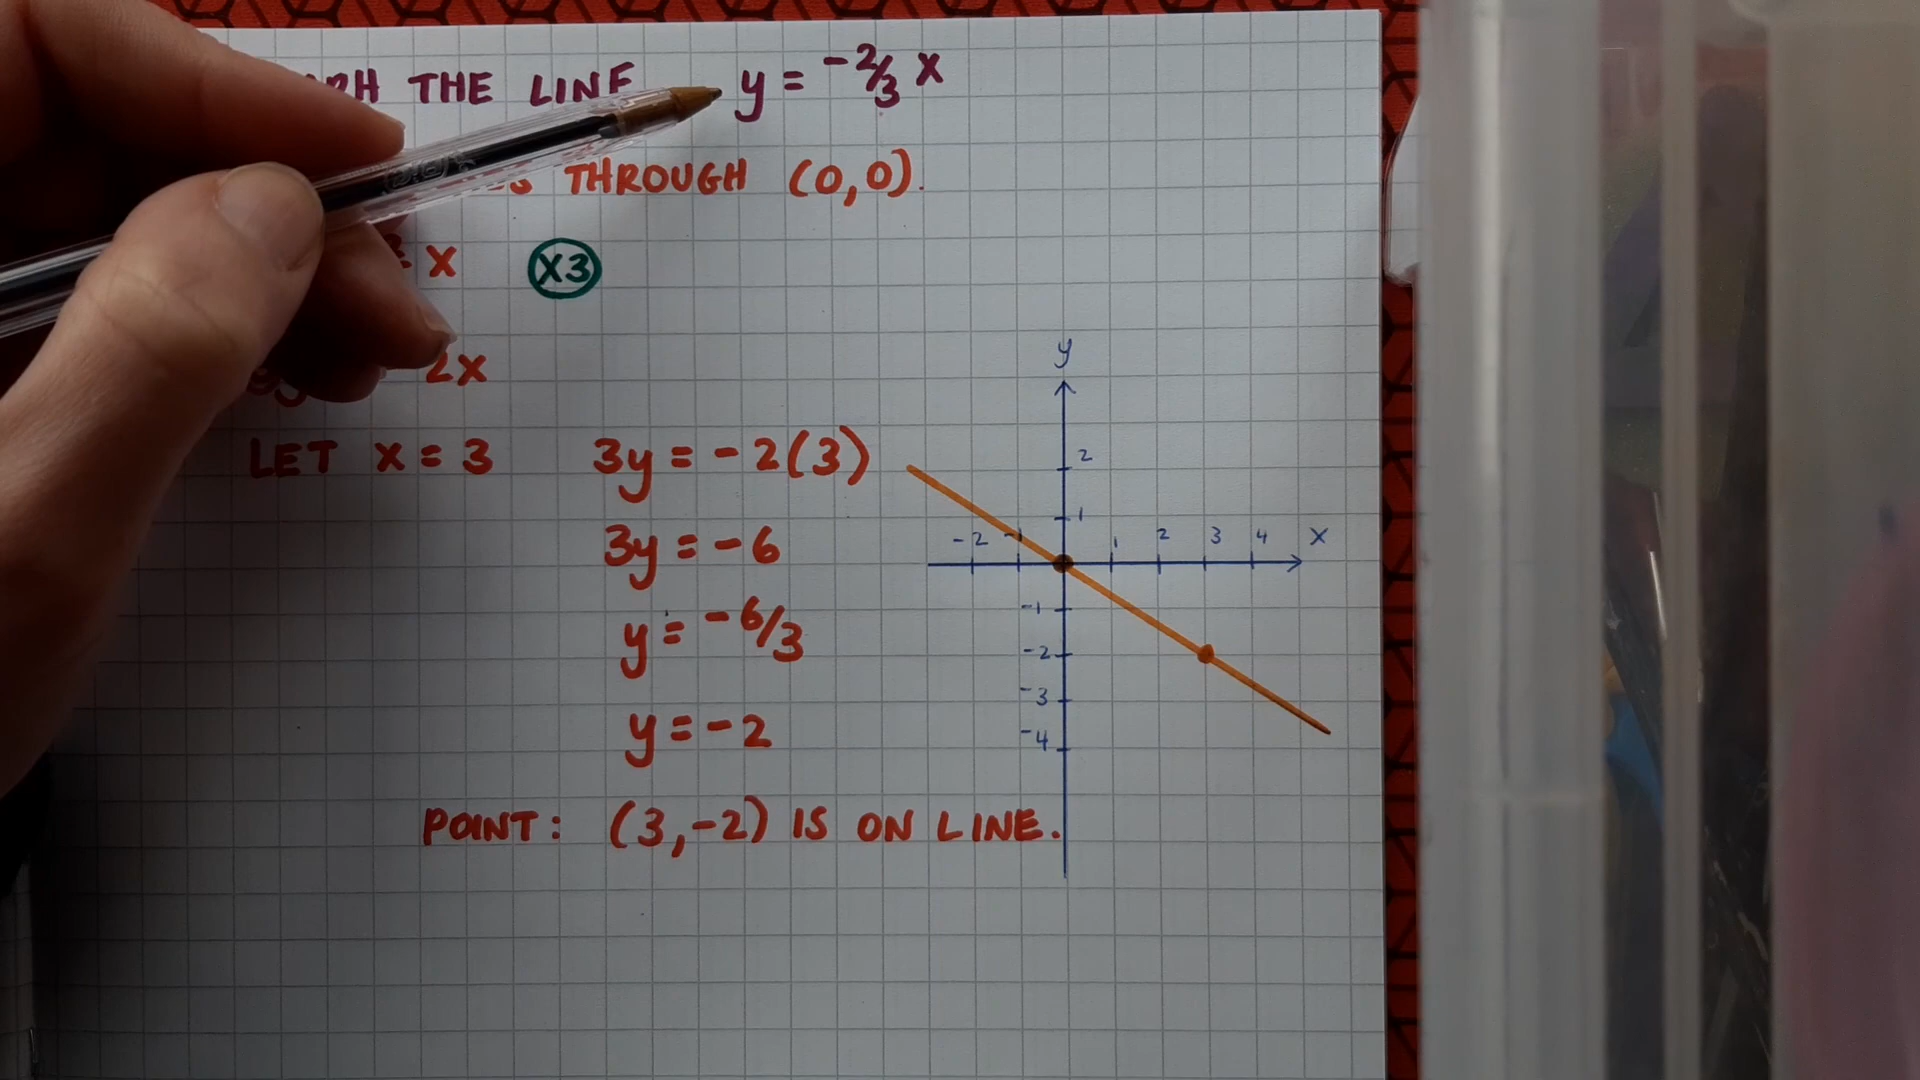 THE LINE y = -2/3 x
THROUGH (0,0).
x X3
2x
LET x = 3 3y = -2(3)
3y = -6
y = -6/3
y = -2
POINT: (3,-2) IS ON LINE.
y
2
1
-2 -1 1 2 3 4 x
-1
-2
-3
-4